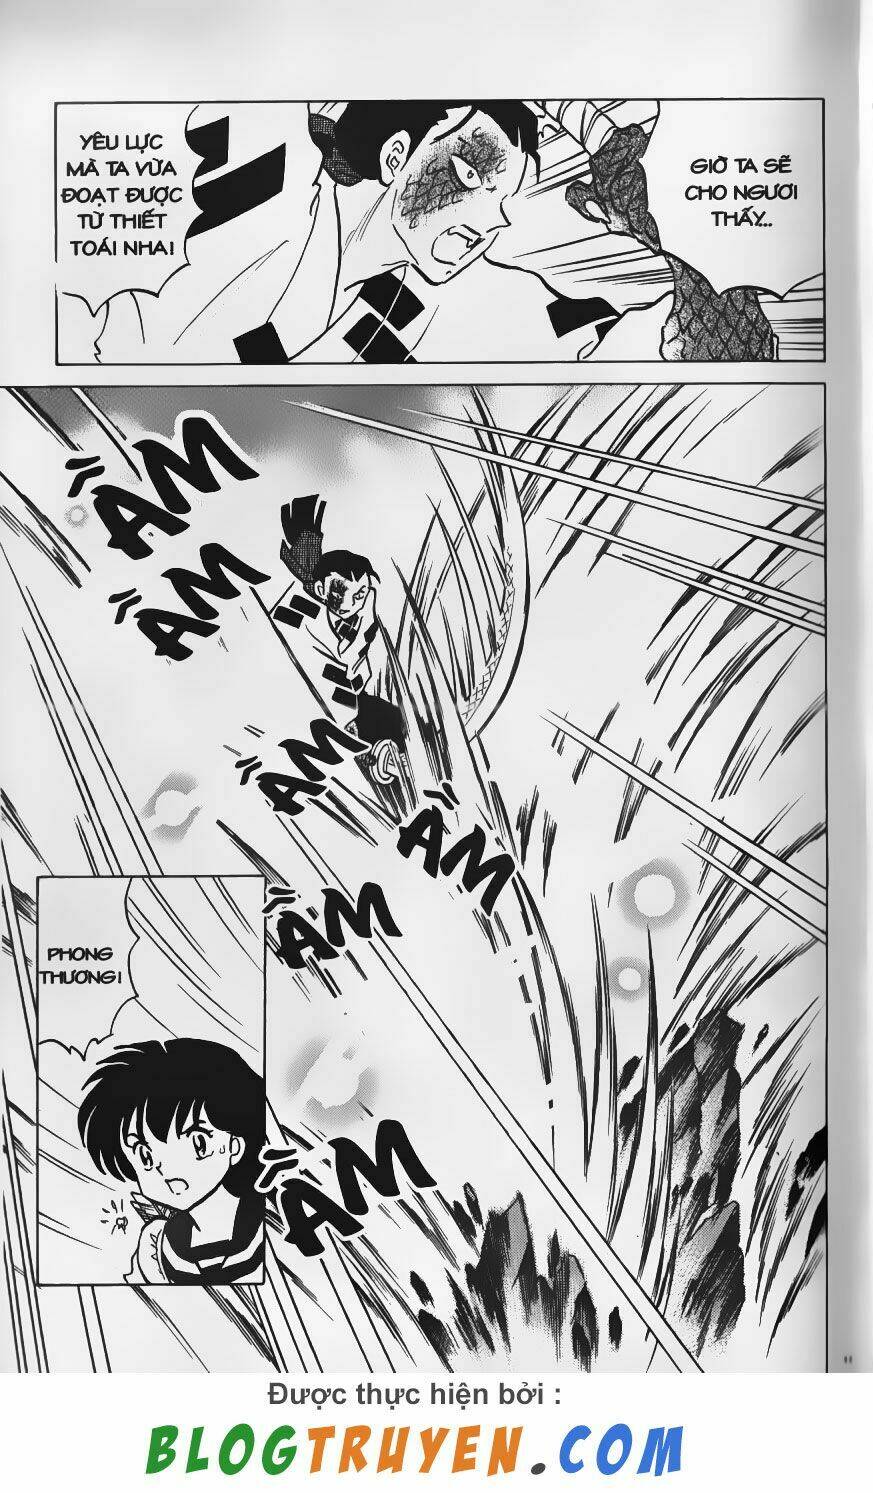 GIỜ TA SẼ
CHO NGƯƠI
THẤY...
YÊU LỰC
MÀ TA VỪA
ĐOẠT ĐƯỢC
TỪ THIẾT
TOÁI NHA!
ẦM
ẦM
ẦM
ẦM
ẦM
ẦM
PHONG
THƯƠNG!
Được thực hiện bởi :
BLOGTRUYEN.COM